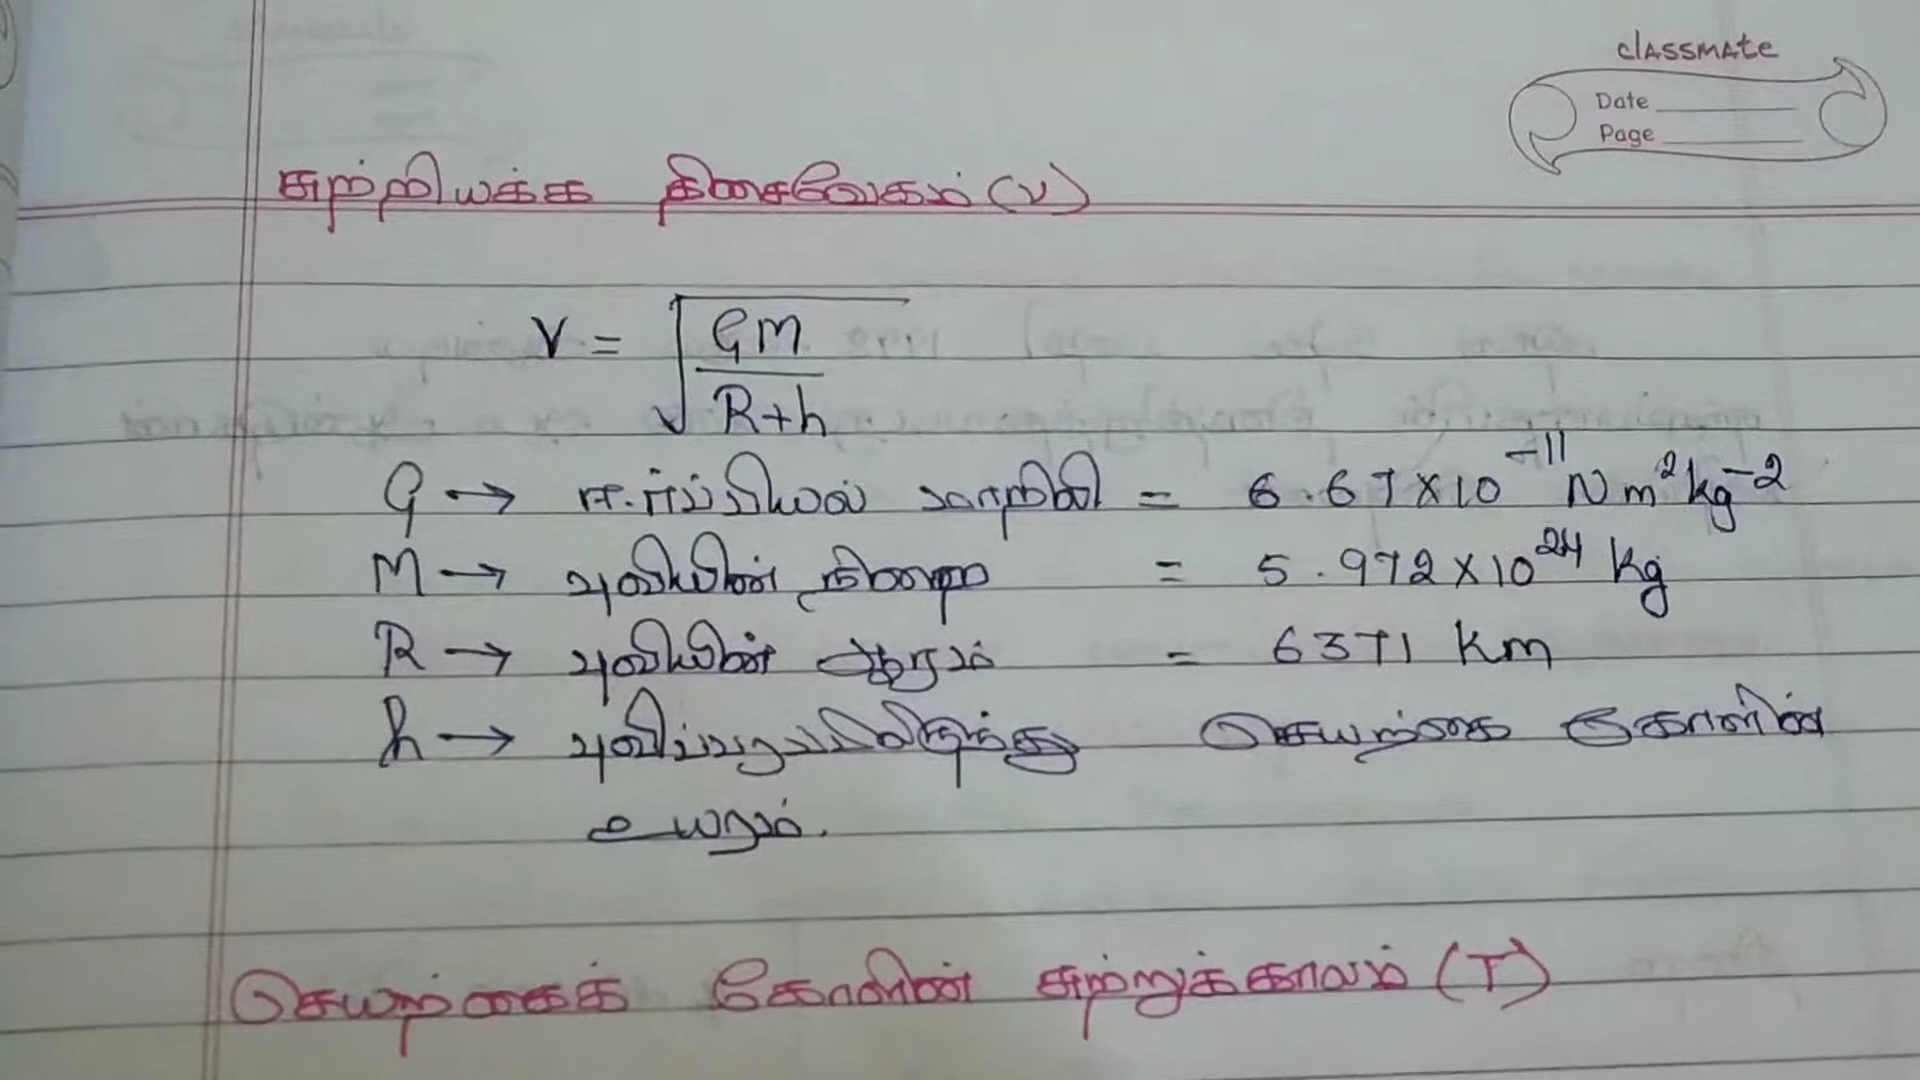 classmate
Date
Page
சுற்றியக்க திசைவேகம் (V)
V = √GM / R+h
G → ஈர்ப்பியல் மாறிலி = 6.67 x 10⁻¹¹ N m² kg⁻²
M → புவியின் நிறை = 5.972 x 10²⁴ kg
R → புவியின் ஆரம் = 6371 km
h → புவிப்பரப்பிலிருந்து செயற்கை கோளின்
உயரம்.
செயற்கைக் கோளின் சுற்றுக்காலம் (T)